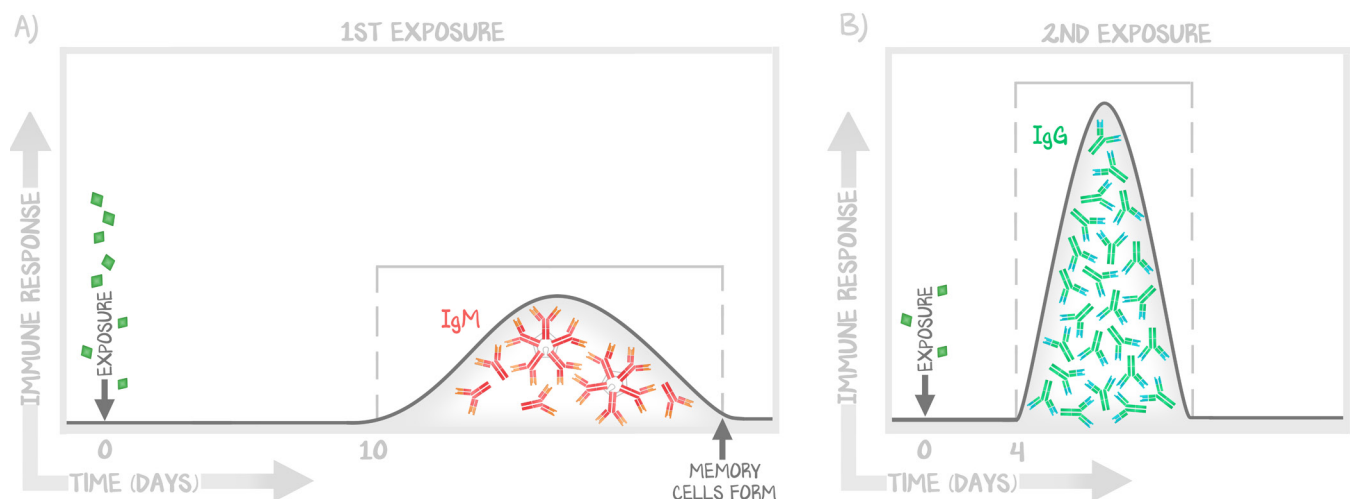 A)
1ST EXPOSURE
IMMUNE RESPONSE
EXPOSURE
IgM
0
10
TIME (DAYS)
MEMORY
CELLS FORM
B)
2ND EXPOSURE
IMMUNE RESPONSE
EXPOSURE
IgG
0
4
TIME (DAYS)